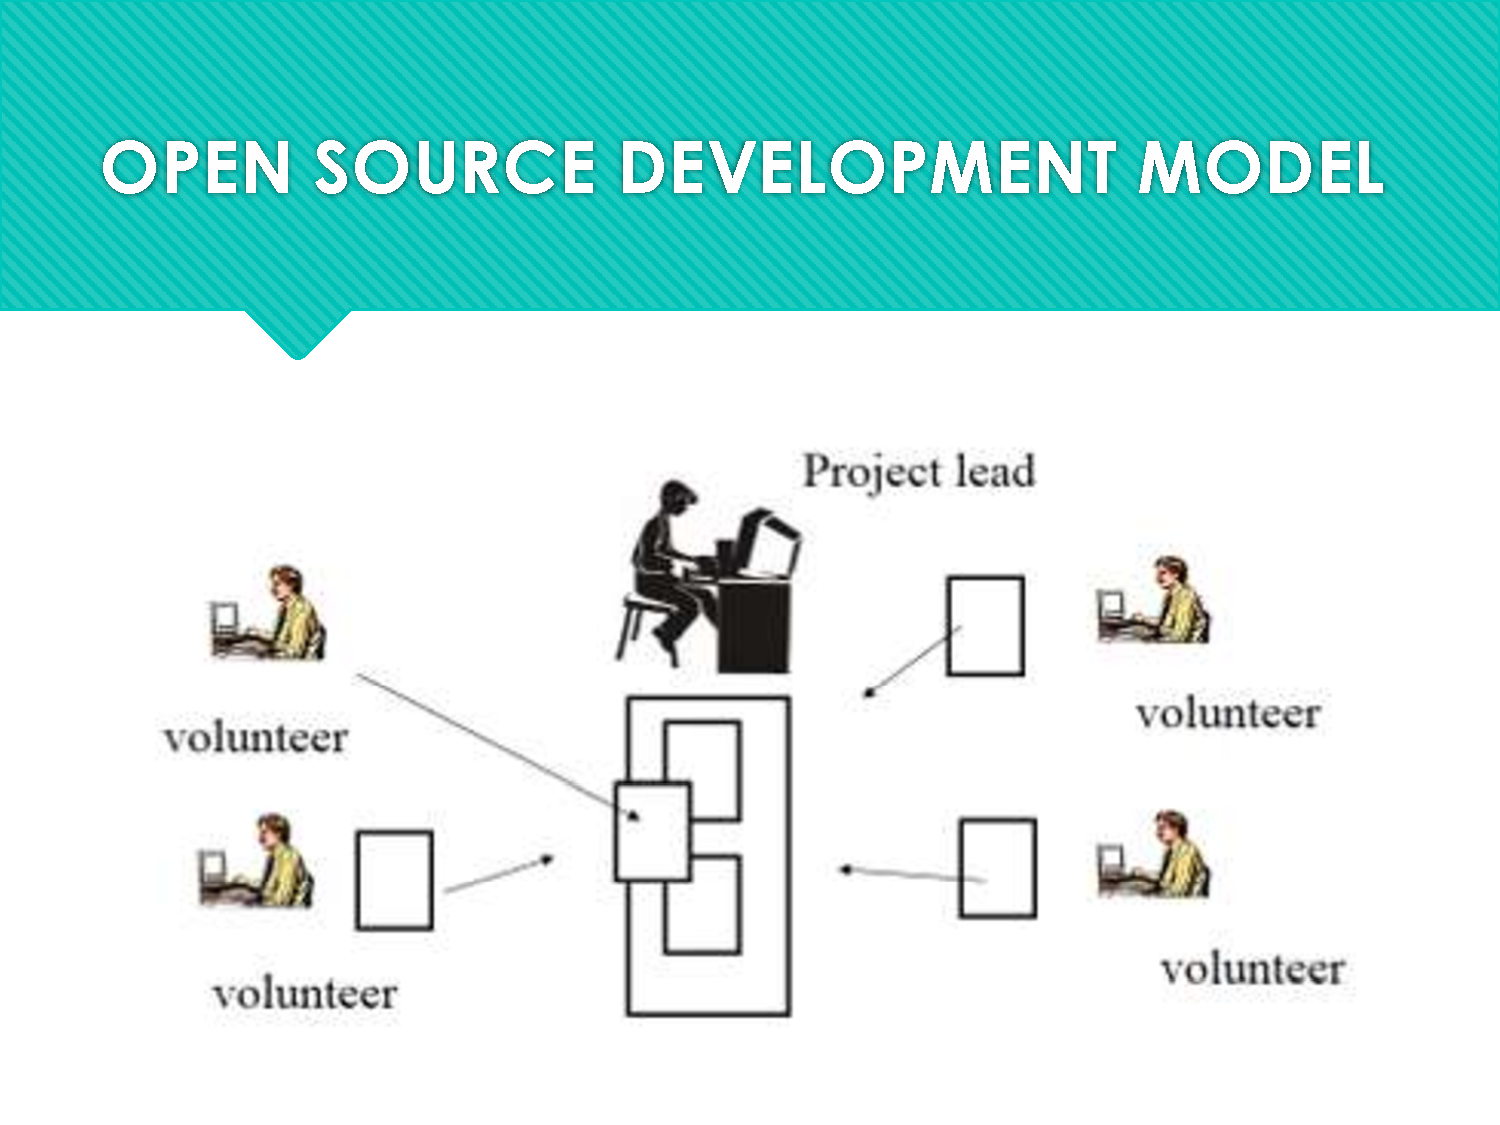 OPEN SOURCE DEVELOPMENT MODEL
Project lead
volunteer
volunteer
volunteer
volunteer